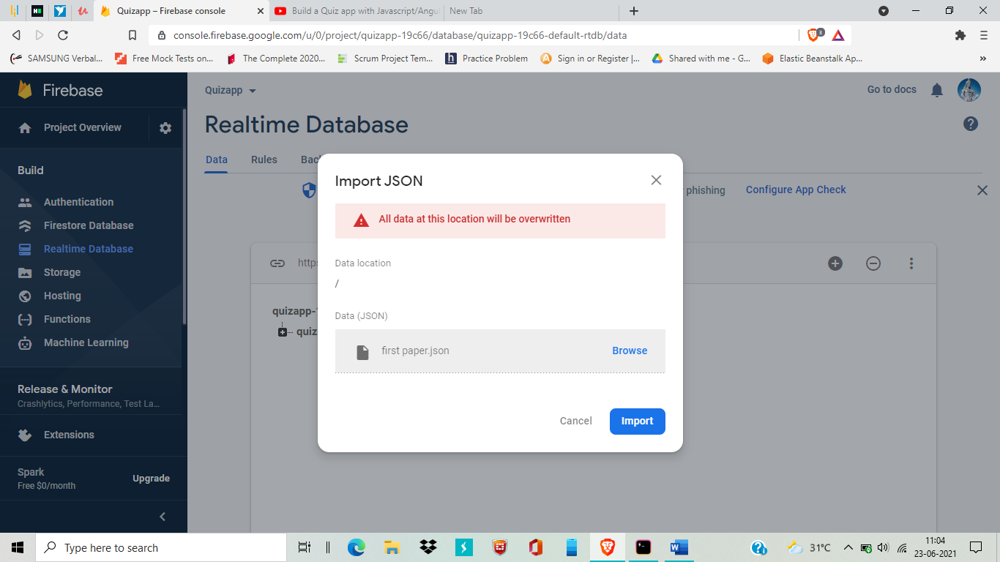 Quizapp – Firebase console
Build a Quiz app with Javascript/Angu
New Tab
console.firebase.google.com/u/0/project/quizapp-19c66/database/quizapp-19c66-default-rtdb/data
3
SAMSUNG Verbal...
Free Mock Tests on...
The Complete 2020...
Scrum Project Tem...
Practice Problem
Sign in or Register |...
Shared with me - G...
Elastic Beanstalk Ap...
Firebase
Quizapp
Go to docs
Project Overview
Realtime Database
Data
Rules
Bac
Build
Authentication
Firestore Database
Realtime Database
Storage
Hosting
Functions
Machine Learning
Release & Monitor
Crashlytics, Performance, Test La...
Extensions
Spark
Free $0/month
Upgrade
phishing
Configure App Check
https
quizapp-1
quiz
Import JSON
All data at this location will be overwritten
Data location
/
Data (JSON)
first paper.json
Browse
Cancel
Import
Type here to search
31°C
11:04
23-06-2021